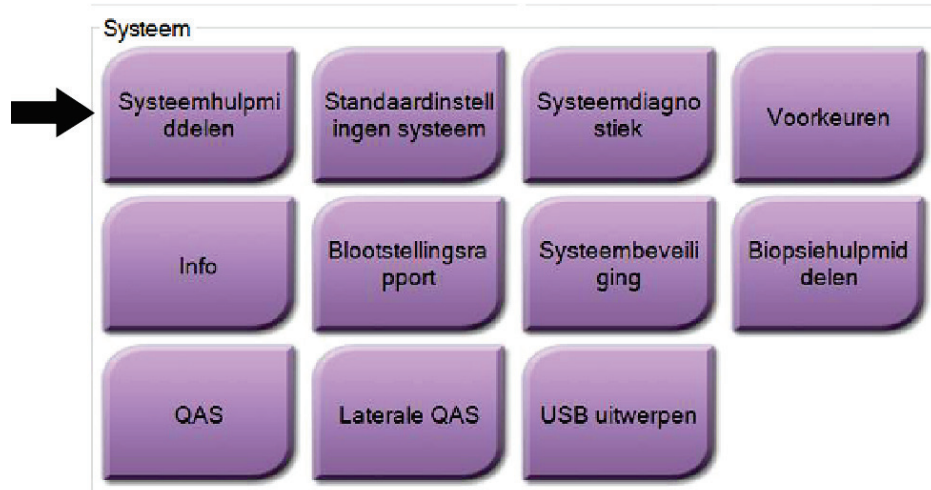 Systeem
Systeemhulpmi
ddelen
Standaardinstell
ingen systeem
Systeemdiagno
stiek
Voorkeuren
Info
Blootstellingsra
pport
Systeembeveili
ging
Biopsiehulpmid
delen
QAS
Laterale QAS
USB uitwerpen